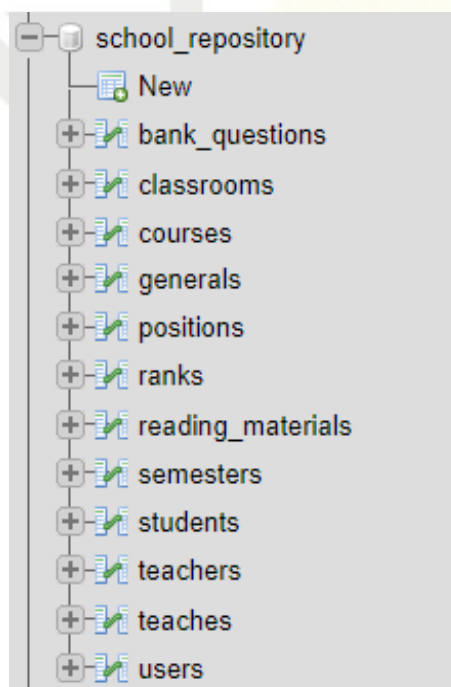 school_repository
New
bank_questions
classrooms
courses
generals
positions
ranks
reading_materials
semesters
students
teachers
teaches
users